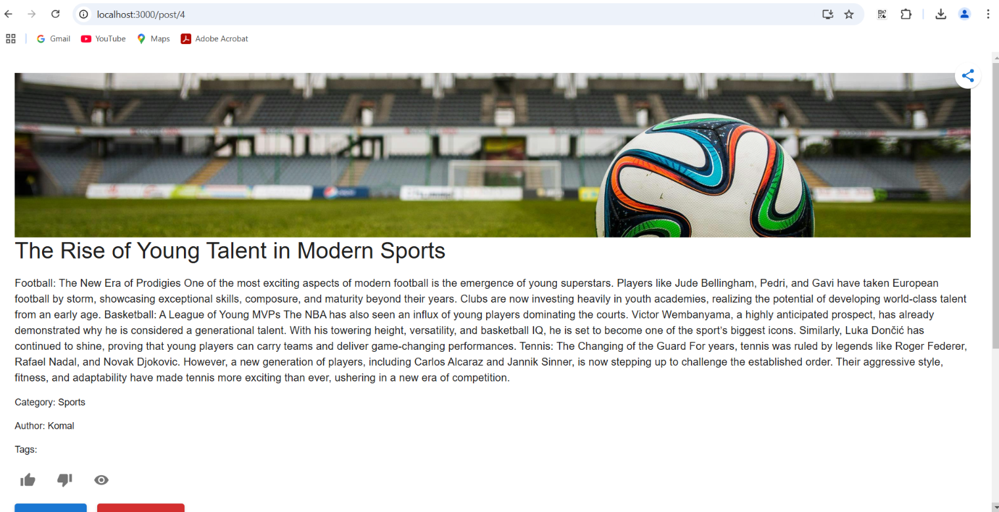 localhost:3000/post/4
Gmail YouTube Maps Adobe Acrobat
The Rise of Young Talent in Modern Sports
Football: The New Era of Prodigies One of the most exciting aspects of modern football is the emergence of young superstars. Players like Jude Bellingham, Pedri, and Gavi have taken European
football by storm, showcasing exceptional skills, composure, and maturity beyond their years. Clubs are now investing heavily in youth academies, realizing the potential of developing world-class talent
from an early age. Basketball: A League of Young MVPs The NBA has also seen an influx of young players dominating the courts. Victor Wembanyama, a highly anticipated prospect, has already
demonstrated why he is considered a generational talent. With his towering height, versatility, and basketball IQ, he is set to become one of the sport’s biggest icons. Similarly, Luka Dončić has
continued to shine, proving that young players can carry teams and deliver game-changing performances. Tennis: The Changing of the Guard For years, tennis was ruled by legends like Roger Federer,
Rafael Nadal, and Novak Djokovic. However, a new generation of players, including Carlos Alcaraz and Jannik Sinner, is now stepping up to challenge the established order. Their aggressive style,
fitness, and adaptability have made tennis more exciting than ever, ushering in a new era of competition.
Category: Sports
Author: Komal
Tags: